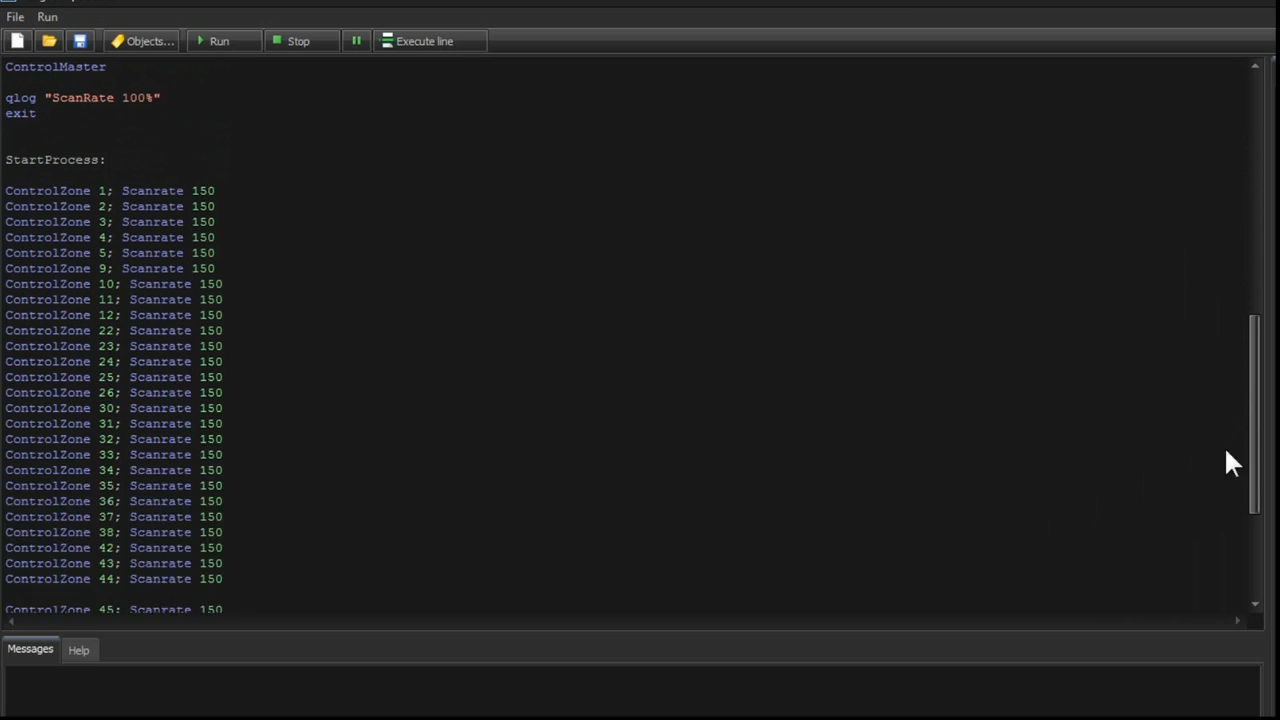 File Run
Objects... Run Stop Execute line
ControlMaster
qlog "ScanRate 100%"
exit
StartProcess:
ControlZone 1; Scanrate 150
ControlZone 2; Scanrate 150
ControlZone 3; Scanrate 150
ControlZone 4; Scanrate 150
ControlZone 5; Scanrate 150
ControlZone 9; Scanrate 150
ControlZone 10; Scanrate 150
ControlZone 11; Scanrate 150
ControlZone 12; Scanrate 150
ControlZone 22; Scanrate 150
ControlZone 23; Scanrate 150
ControlZone 24; Scanrate 150
ControlZone 25; Scanrate 150
ControlZone 26; Scanrate 150
ControlZone 30; Scanrate 150
ControlZone 31; Scanrate 150
ControlZone 32; Scanrate 150
ControlZone 33; Scanrate 150
ControlZone 34; Scanrate 150
ControlZone 35; Scanrate 150
ControlZone 36; Scanrate 150
ControlZone 37; Scanrate 150
ControlZone 38; Scanrate 150
ControlZone 42; Scanrate 150
ControlZone 43; Scanrate 150
ControlZone 44; Scanrate 150
ControlZone 45; Scanrate 150
Messages Help